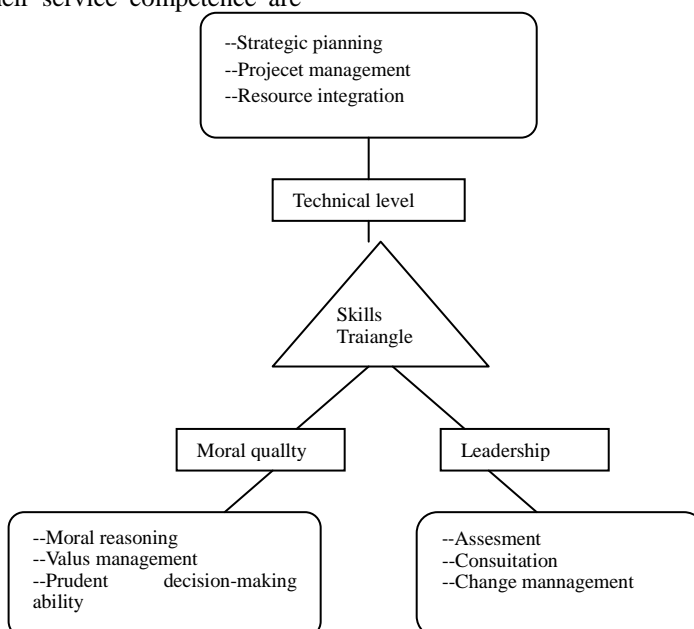 their service competence are
--Strategic planning
--Projecet management
--Resource integration
Technical level
Skills
Traiangle
Moral quallty
Leadership
--Moral reasoning
--Valus management
--Prudent decision-making
ability
--Assesment
--Consuitation
--Change mannagement